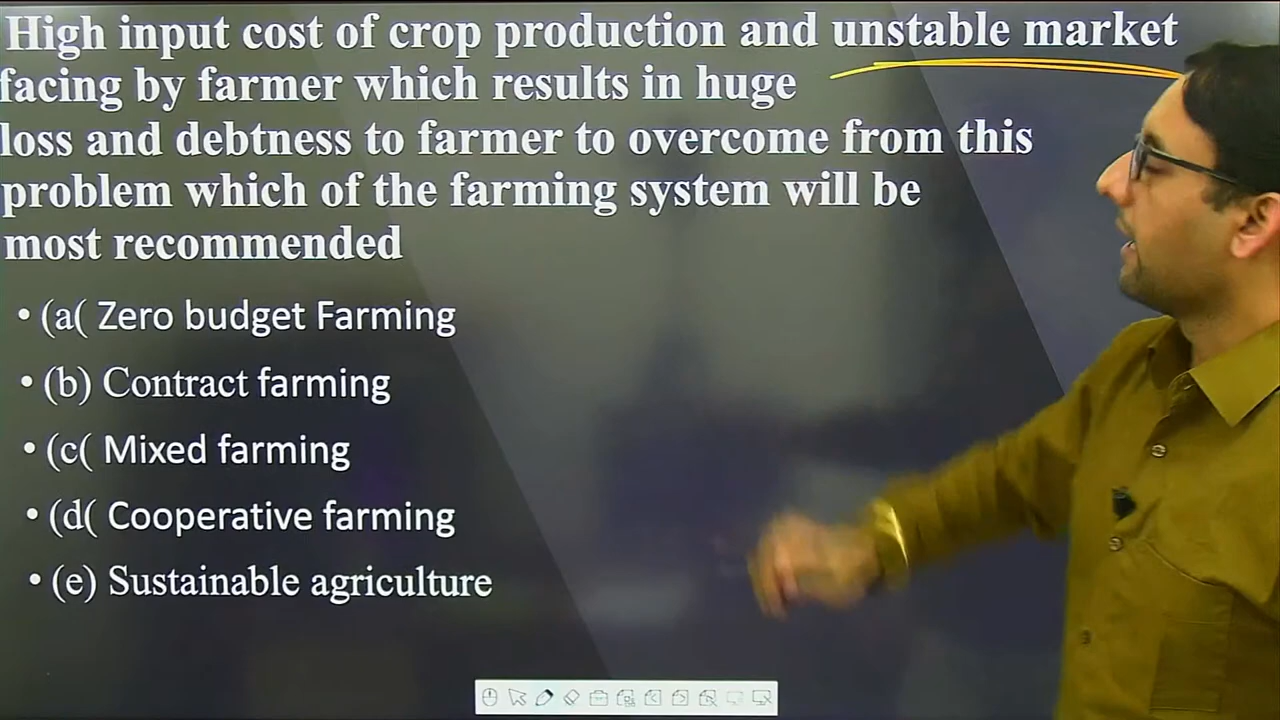 High input cost of crop production and unstable market
facing by farmer which results in huge
loss and debtness to farmer to overcome from this
problem which of the farming system will be
most recommended
• (a( Zero budget Farming
• (b) Contract farming
• (c( Mixed farming
• (d( Cooperative farming
• (e) Sustainable agriculture